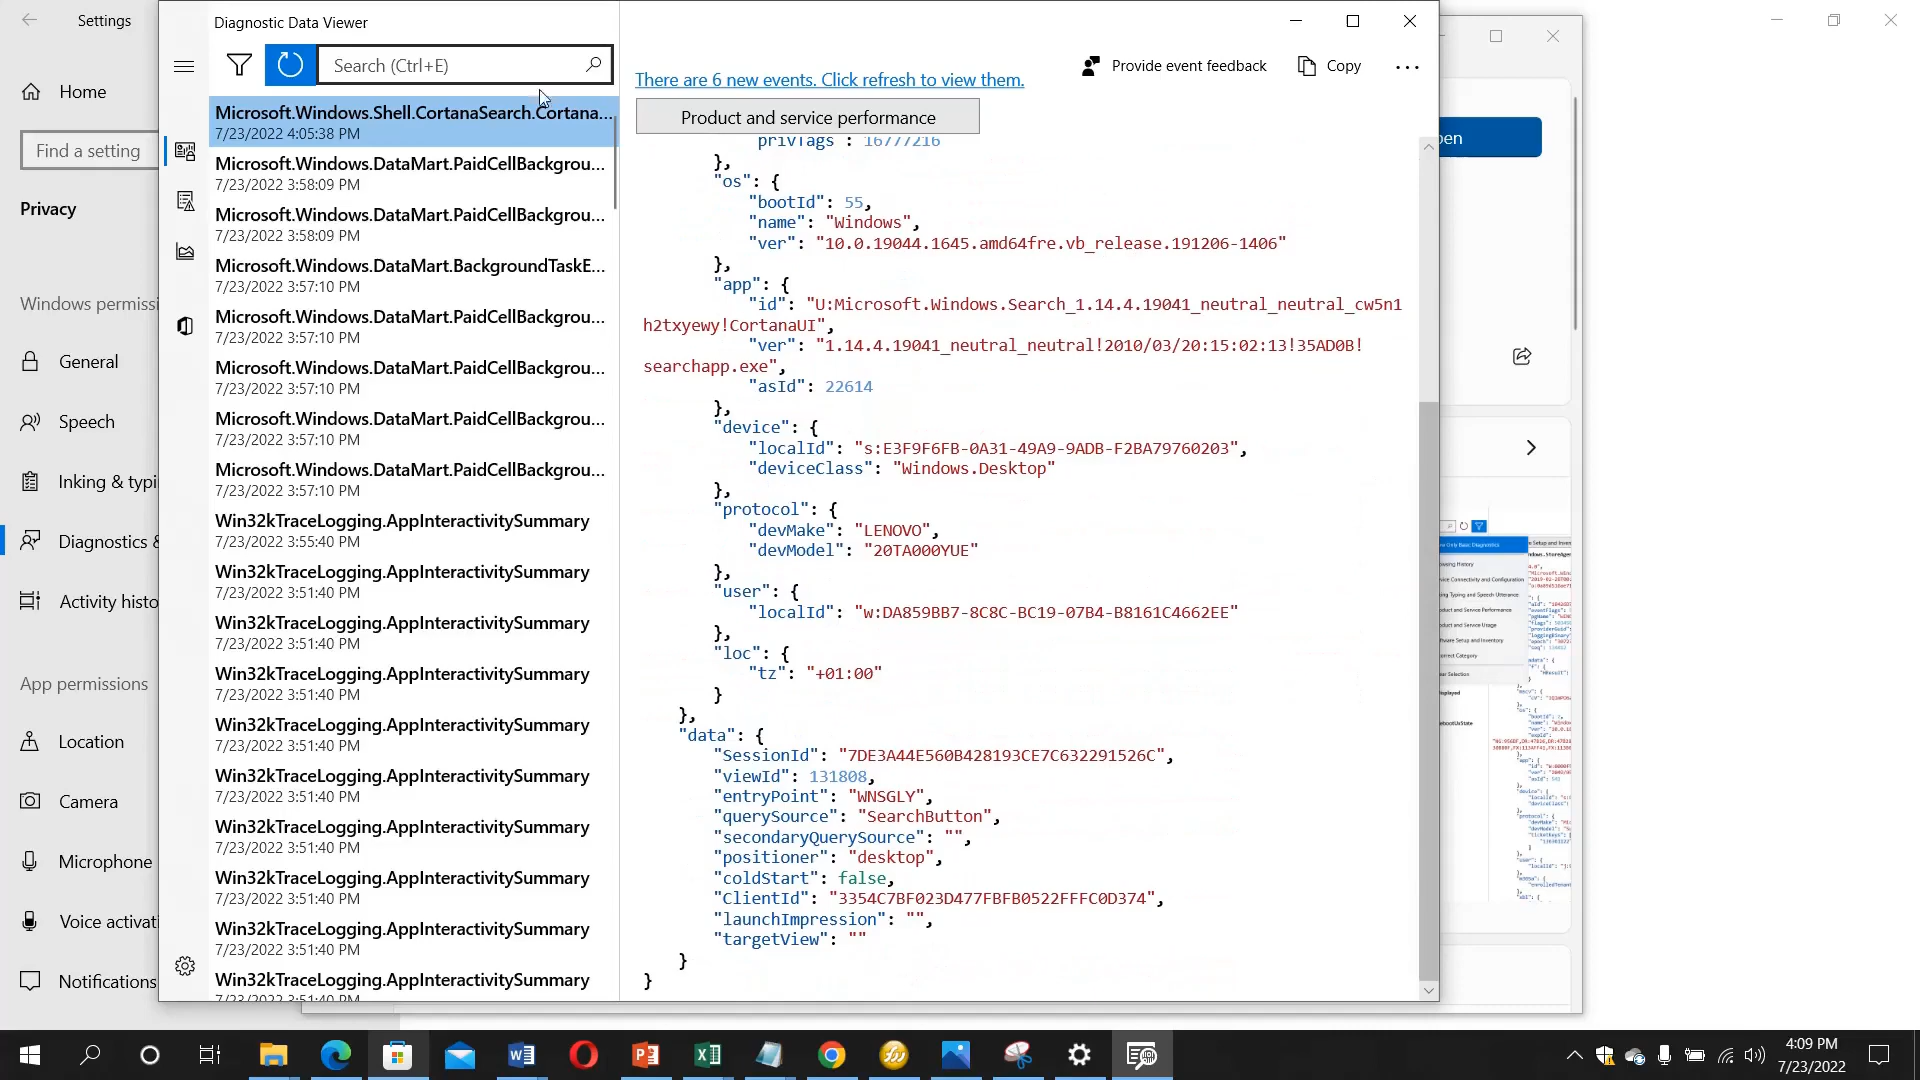 Settings
Home
Find a setting
Privacy
Windows permissi
General
Speech
Inking & typi
Diagnostics &
Activity histo
App permissions
Location
Camera
Microphone
Voice activati
Notifications
Diagnostic Data Viewer
Search (Ctrl+E)
Microsoft.Windows.Shell.CortanaSearch.Cortana...
7/23/2022 4:05:38 PM
Microsoft.Windows.DataMart.PaidCellBackgrou...
7/23/2022 3:58:09 PM
Microsoft.Windows.DataMart.PaidCellBackgrou...
7/23/2022 3:58:09 PM
Microsoft.Windows.DataMart.BackgroundTaskE...
7/23/2022 3:57:10 PM
Microsoft.Windows.DataMart.PaidCellBackgrou...
7/23/2022 3:57:10 PM
Microsoft.Windows.DataMart.PaidCellBackgrou...
7/23/2022 3:57:10 PM
Microsoft.Windows.DataMart.PaidCellBackgrou...
7/23/2022 3:57:10 PM
Microsoft.Windows.DataMart.PaidCellBackgrou...
7/23/2022 3:57:10 PM
Win32kTraceLogging.AppInteractivitySummary
7/23/2022 3:55:40 PM
Win32kTraceLogging.AppInteractivitySummary
7/23/2022 3:51:40 PM
Win32kTraceLogging.AppInteractivitySummary
7/23/2022 3:51:40 PM
Win32kTraceLogging.AppInteractivitySummary
7/23/2022 3:51:40 PM
Win32kTraceLogging.AppInteractivitySummary
7/23/2022 3:51:40 PM
Win32kTraceLogging.AppInteractivitySummary
7/23/2022 3:51:40 PM
Win32kTraceLogging.AppInteractivitySummary
7/23/2022 3:51:40 PM
Win32kTraceLogging.AppInteractivitySummary
7/23/2022 3:51:40 PM
Win32kTraceLogging.AppInteractivitySummary
7/23/2022 3:51:40 PM
Win32kTraceLogging.AppInteractivitySummary
7/23/2022 3:51:40 PM
There are 6 new events. Click refresh to view them.
Provide event feedback
Copy
Product and service performance
privTags : 16777216
},
"os": {
"bootId": 55,
"name": "Windows",
"ver": "10.0.19044.1645.amd64fre.vb_release.191206-1406"
},
"app": {
"id": "U:Microsoft.Windows.Search_1.14.4.19041_neutral_neutral_cw5n1
h2txyewy!CortanaUI",
"ver": "1.14.4.19041_neutral_neutral!2010/03/20:15:02:13!35AD0B!
searchapp.exe",
"asId": 22614
},
"device": {
"localId": "s:E3F9F6FB-0A31-49A9-9ADB-F2BA79760203",
"deviceClass": "Windows.Desktop"
},
"protocol": {
"devMake": "LENOVO",
"devModel": "20TA000YUE"
},
"user": {
"localId": "w:DA859BB7-8C8C-BC19-07B4-B8161C4662EE"
},
"loc": {
"tz": "+01:00"
}
},
"data": {
"SessionId": "7DE3A44E560B428193CE7C632291526C",
"viewId": 131808,
"entryPoint": "WNSGLY",
"querySource": "SearchButton",
"secondaryQuerySource": "",
"positioner": "desktop",
"coldStart": false,
"ClientId": "3354C7BF023D477FBFB0522FFFC0D374",
"launchImpression": "",
"targetView": ""
}
}
pen
4:09 PM
7/23/2022